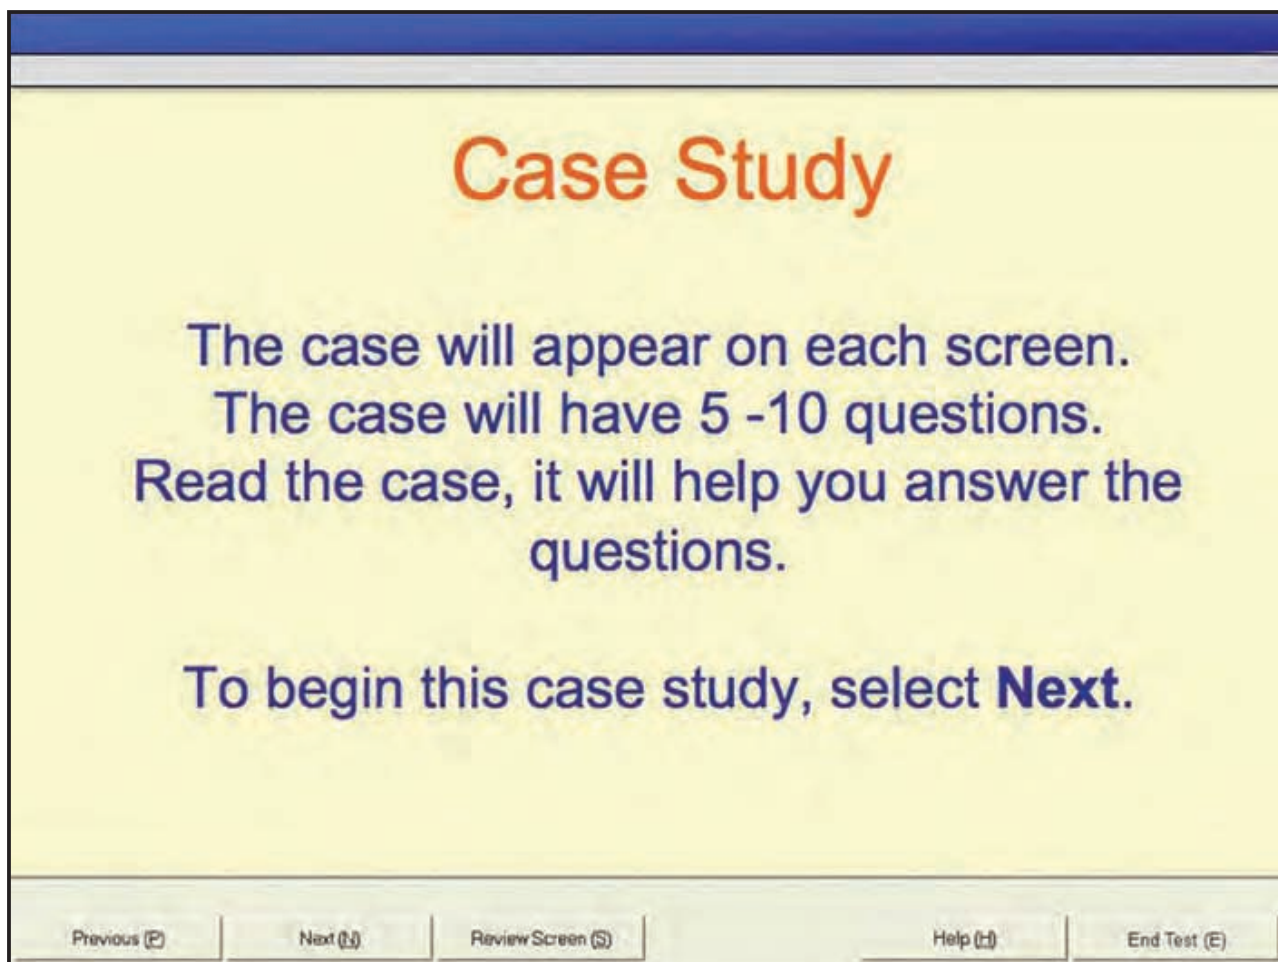 Case Study
The case will appear on each screen.
The case will have 5 -10 questions.
Read the case, it will help you answer the
questions.
To begin this case study, select Next.
Previous (P)
Next (N)
Review Screen (S)
Help (H)
End Test (E)